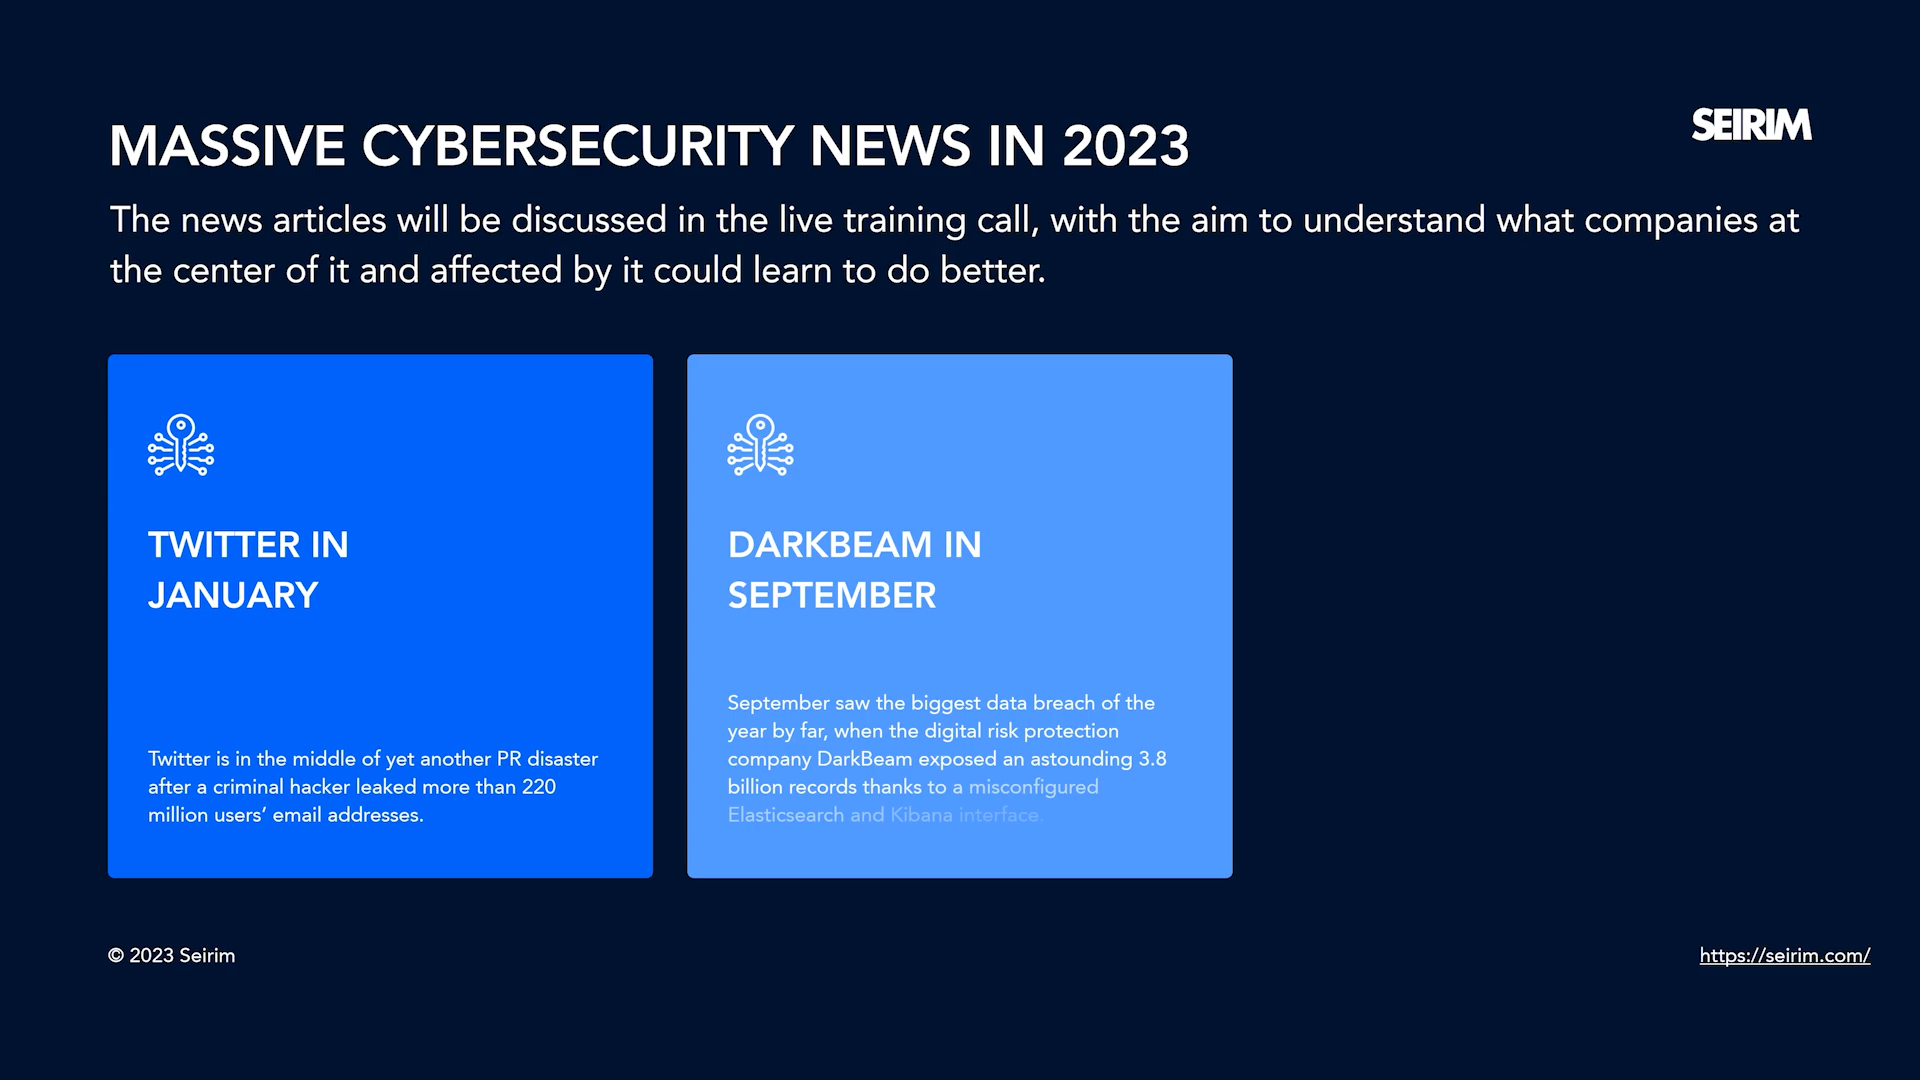 MASSIVE CYBERSECURITY NEWS IN 2023
SEIRIM
The news articles will be discussed in the live training call, with the aim to understand what companies at
the center of it and affected by it could learn to do better.
TWITTER IN
JANUARY
Twitter is in the middle of yet another PR disaster
after a criminal hacker leaked more than 220
million users’ email addresses.
DARKBEAM IN
SEPTEMBER
September saw the biggest data breach of the
year by far, when the digital risk protection
company DarkBeam exposed an astounding 3.8
billion records thanks to a misconfigured
Elasticsearch and Kibana interface.
© 2023 Seirim
https://seirim.com/